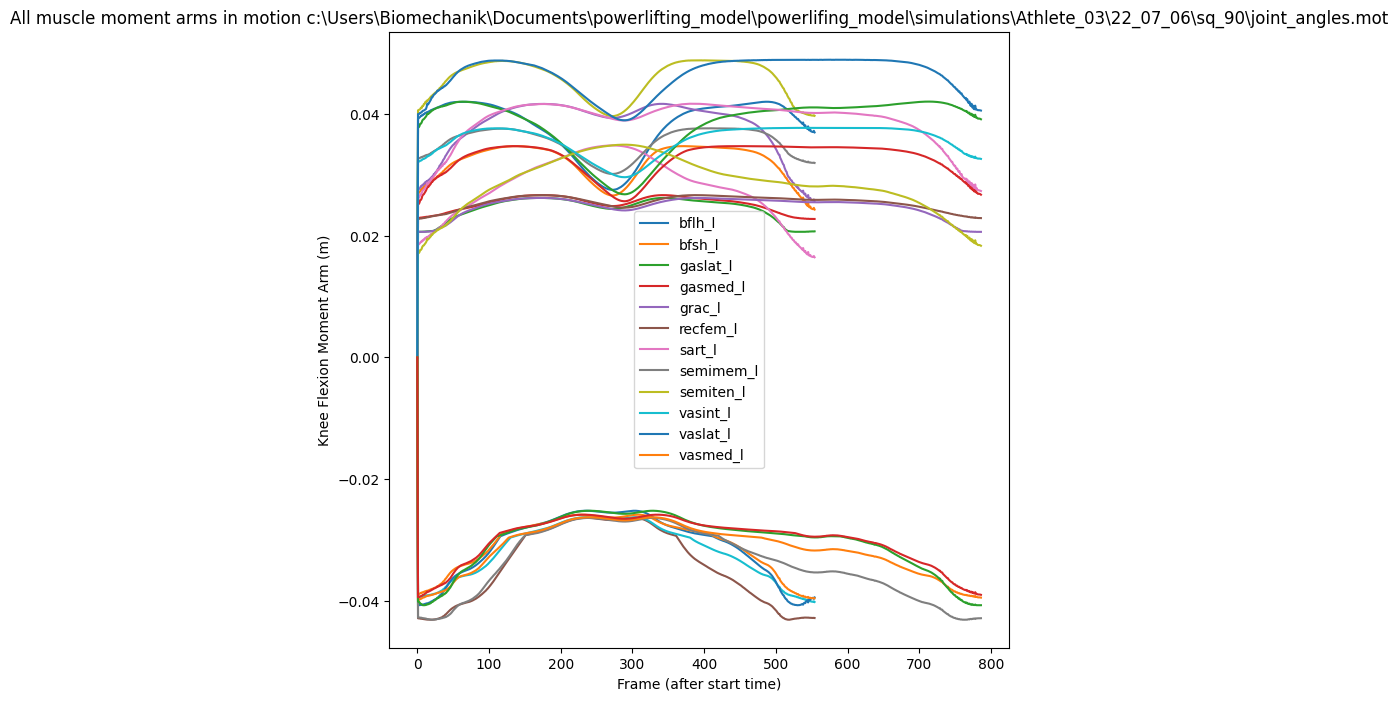 All muscle moment arms in motion c:\Users\Biomechanik\Documents\powerlifting_model\powerlifing_model\simulations\Athlete_03\22_07_06\sq_90\joint_angles.mot
Knee Flexion Moment Arm (m)
0.04
0.02
0.00
−0.02
−0.04
bflh_l
bfsh_l
gaslat_l
gasmed_l
grac_l
recfem_l
sart_l
semimem_l
semiten_l
vasint_l
vaslat_l
vasmed_l
0 100 200 300 400 500 600 700 800
Frame (after start time)